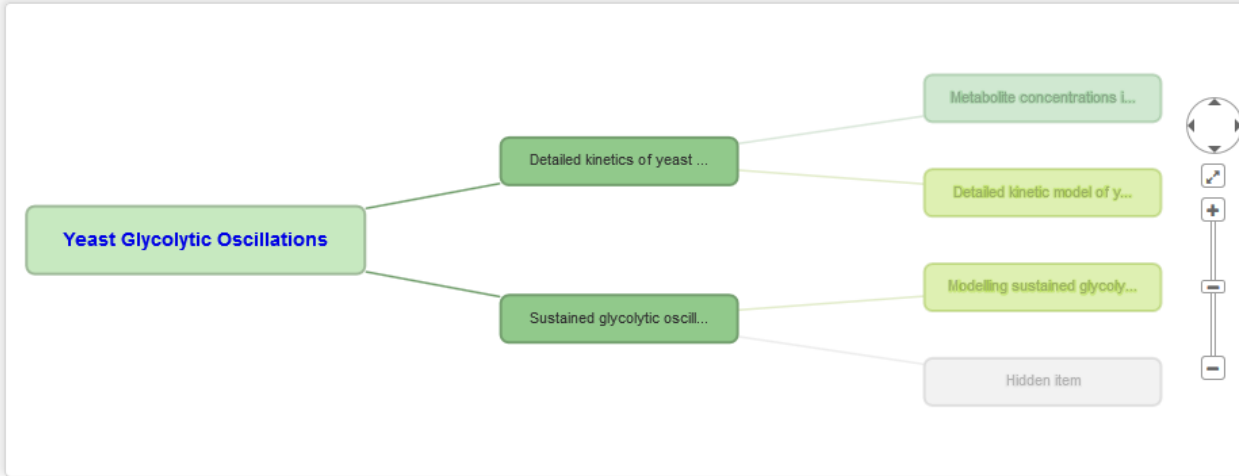 Metabolite concentrations i...
Detailed kinetics of yeast ...
Detailed kinetic model of y...
Yeast Glycolytic Oscillations
Modelling sustained glycoly...
Sustained glycolytic oscill...
Hidden item